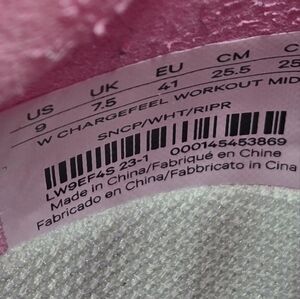 US UK EU CM
9 7.5 41 25.5 25
W CHARGEFEEL WORKOUT MID
SNCP/WHT/RIPR
LW9EF4S 23-1 000145453869
Made in China/Fabriqué en Chine
Fabricado en China/Fabbricato in Cina